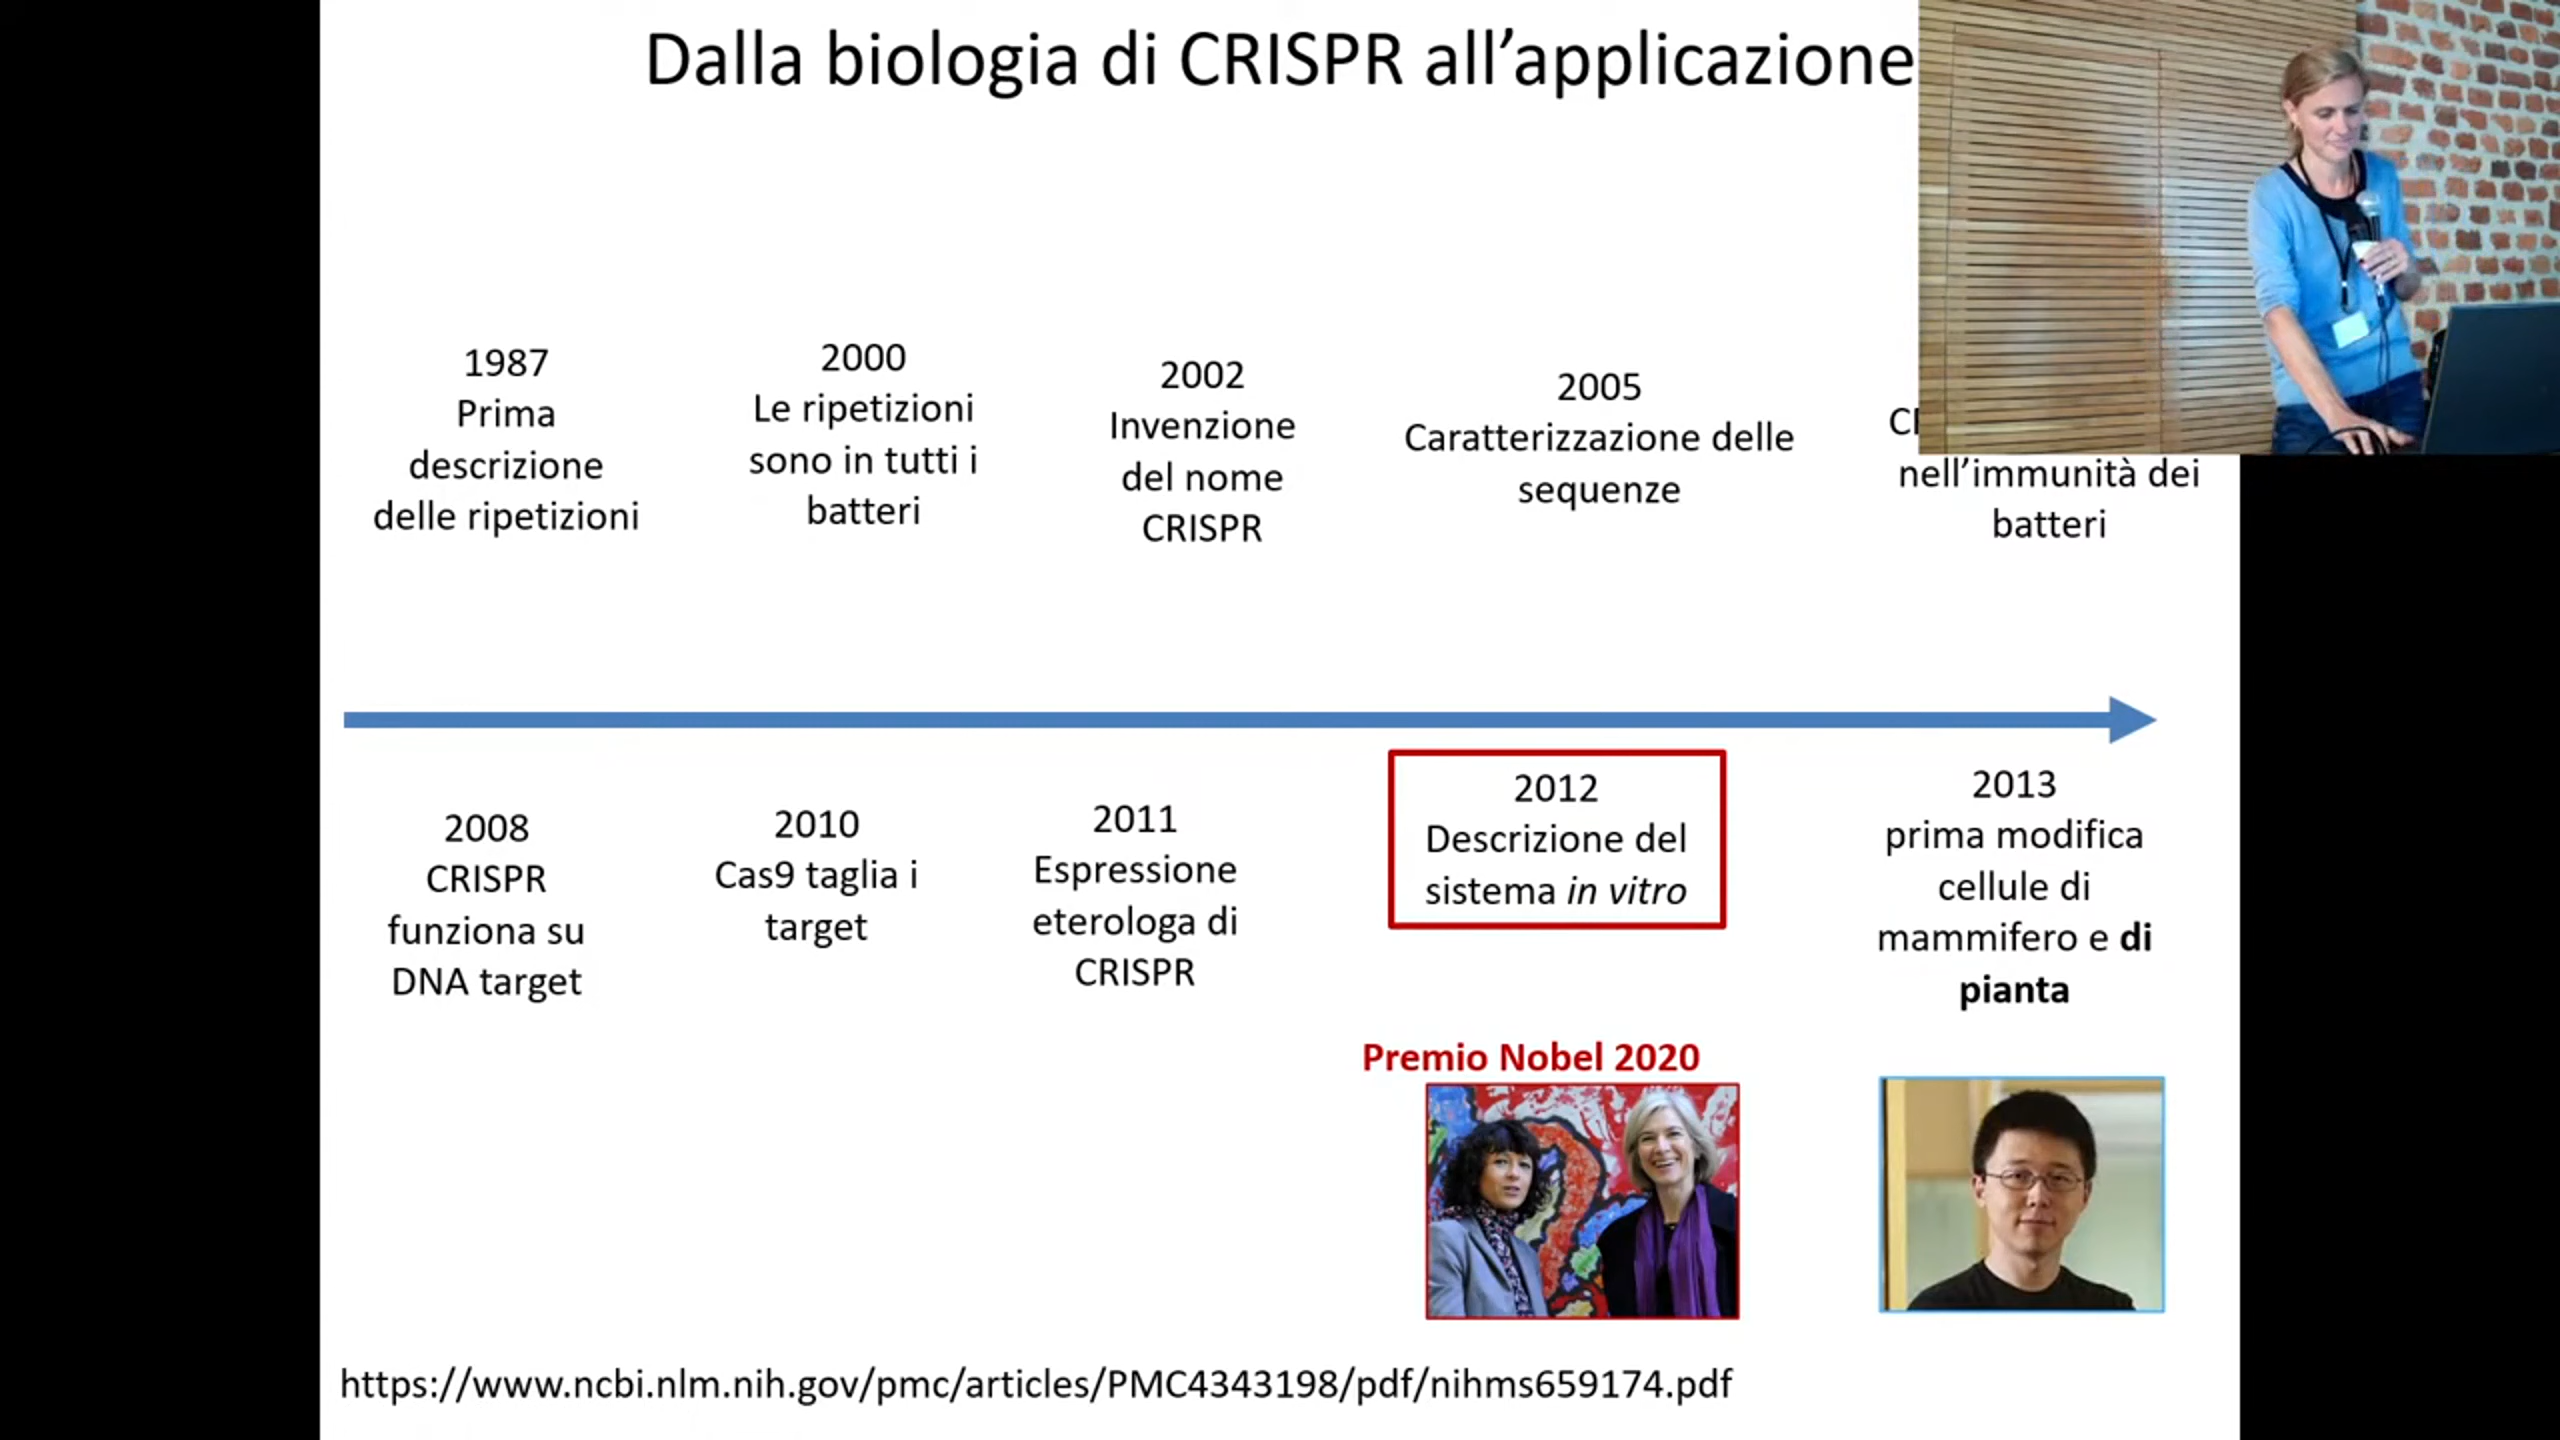 Dalla biologia di CRISPR all’applicazione
1987
Prima
descrizione
delle ripetizioni
2000
Le ripetizioni
sono in tutti i
batteri
2002
Invenzione
del nome
CRISPR
2005
Caratterizzazione delle
sequenze
nell’immunità dei
batteri
2008
CRISPR
funziona su
DNA target
2010
Cas9 taglia i
target
2011
Espressione
eterologa di
CRISPR
2012
Descrizione del
sistema in vitro
2013
prima modifica
cellule di
mammifero e di
pianta
Premio Nobel 2020
https://www.ncbi.nlm.nih.gov/pmc/articles/PMC4343198/pdf/nihms659174.pdf